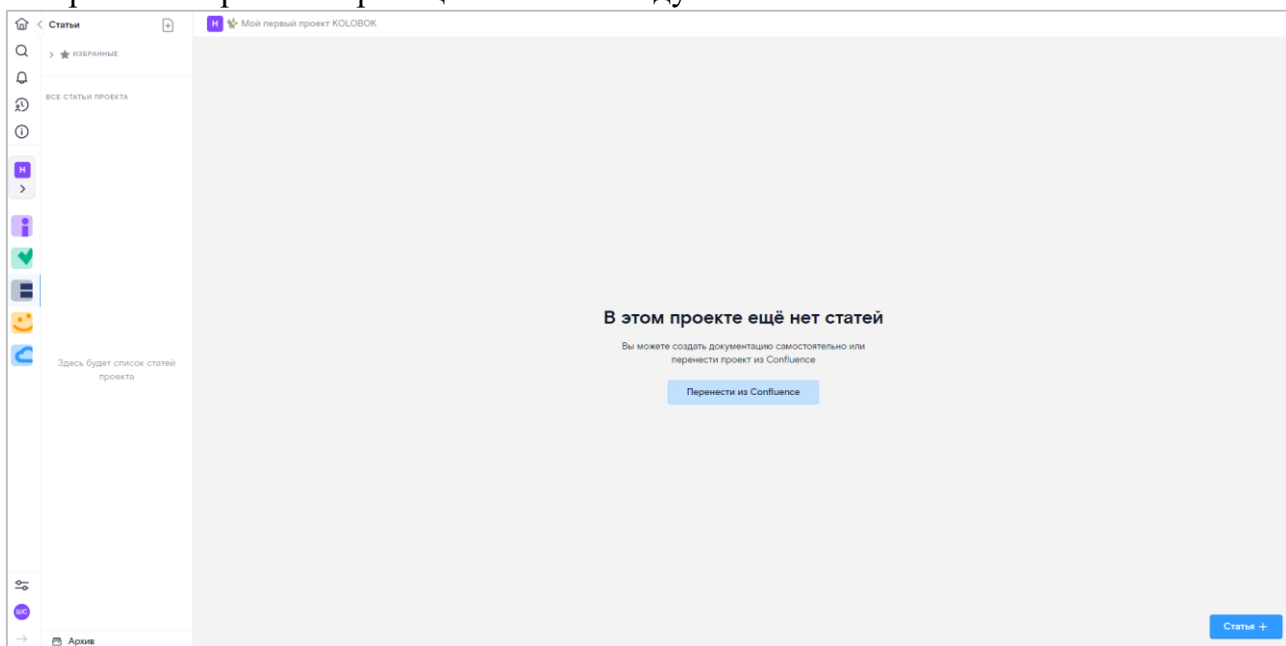 Статьи
Н Мой первый проект KOLOBOK
ИЗБРАННЫЕ
ВСЕ СТАТЬИ ПРОЕКТА
Н
В этом проекте ещё нет статей
Вы можете создать документацию самостоятельно или
перенести проект из Confluence
Перенести из Confluence
Здесь будет список статей
проекта
ШС
Статья +
Архив